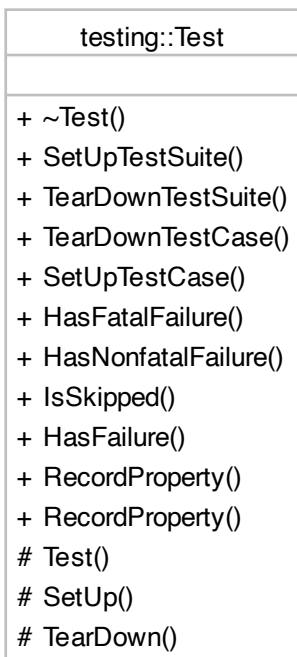 testing::Test
+ ~Test()
+ SetUpTestSuite()
+ TearDownTestSuite()
+ TearDownTestCase()
+ SetUpTestCase()
+ HasFatalFailure()
+ HasNonfatalFailure()
+ IsSkipped()
+ HasFailure()
+ RecordProperty()
+ RecordProperty()
# Test()
# SetUp()
# TearDown()